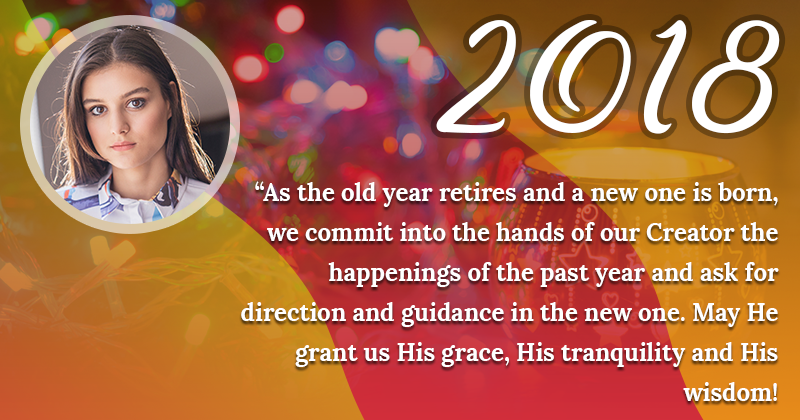 2018
“As the old year retires and a new one is born,
we commit into the hands of our Creator the
happenings of the past year and ask for
direction and guidance in the new one. May He
grant us His grace, His tranquility and His
wisdom!